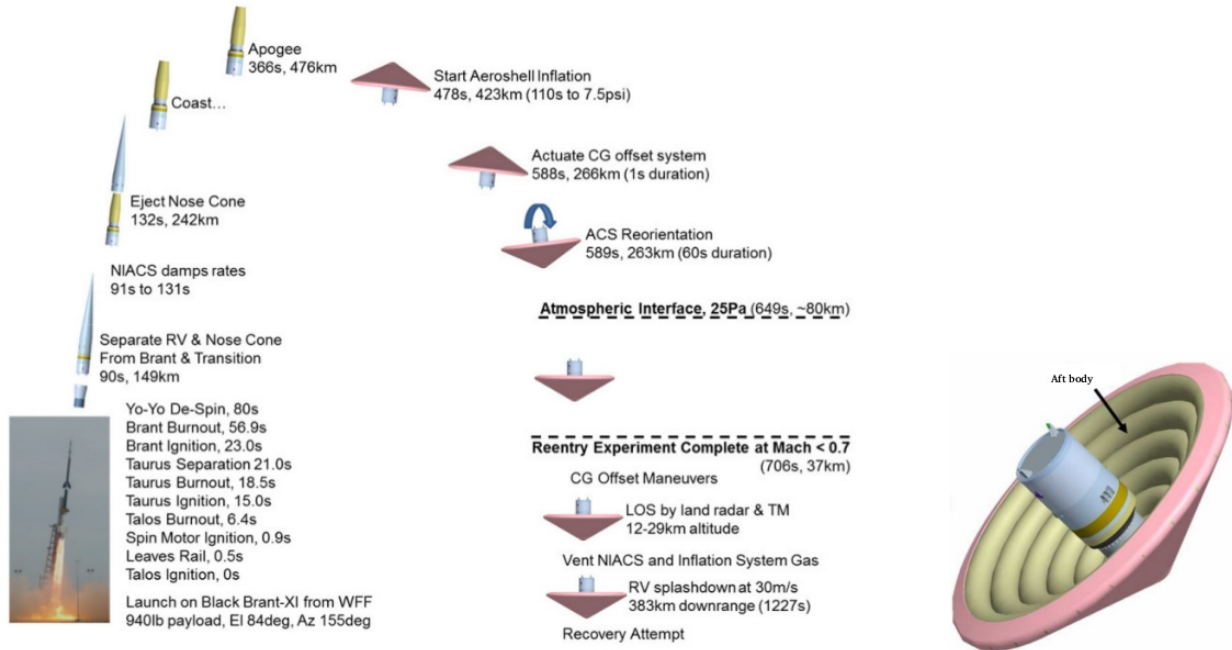 Apogee
366s, 476km
Coast…
Eject Nose Cone
132s, 242km
NIACS damps rates
91s to 131s
Separate RV & Nose Cone
From Brant & Transition
90s, 149km
Yo-Yo De-Spin, 80s
Brant Burnout, 56.9s
Brant Ignition, 23.0s
Taurus Separation 21.0s
Taurus Burnout, 18.5s
Taurus Ignition, 15.0s
Talos Burnout, 6.4s
Spin Motor Ignition, 0.9s
Leaves Rail, 0.5s
Talos Ignition, 0s
Launch on Black Brant-XI from WFF
940lb payload, El 84deg, Az 155deg
Start Aeroshell Inflation
478s, 423km (110s to 7.5psi)
Actuate CG offset system
588s, 266km (1s duration)
ACS Reorientation
589s, 263km (60s duration)
Atmospheric Interface, 25Pa (649s, ~80km)
Reentry Experiment Complete at Mach < 0.7
(706s, 37km)
CG Offset Maneuvers
LOS by land radar & TM
12-29km altitude
Vent NIACS and Inflation System Gas
RV splashdown at 30m/s
383km downrange (1227s)
Recovery Attempt
Aft body